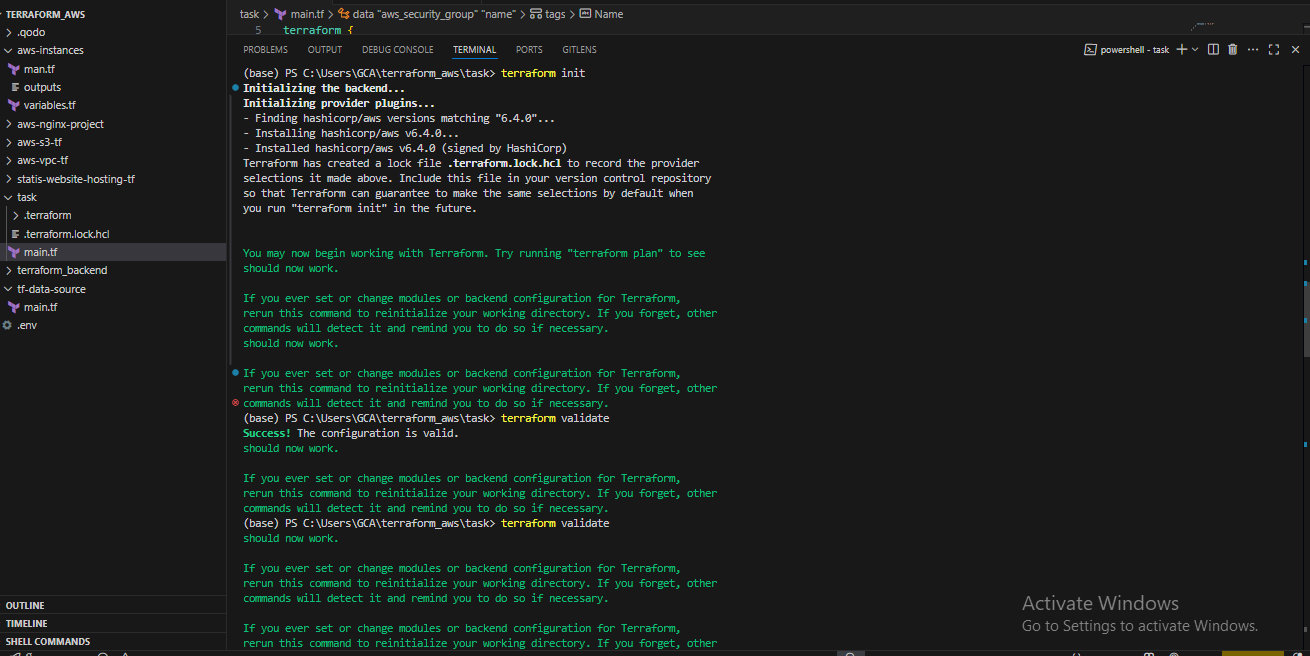 TERRAFORM_AWS
.qodo
aws-instances
man.tf
outputs
variables.tf
aws-nginx-project
aws-s3-tf
aws-vpc-tf
statis-website-hosting-tf
task
.terraform
.terraform.lock.hcl
main.tf
terraform_backend
tf-data-source
main.tf
.env
OUTLINE
TIMELINE
SHELL COMMANDS
task > main.tf > data "aws_security_group" "name" > tags > Name
5 terraform {
PROBLEMS OUTPUT DEBUG CONSOLE TERMINAL PORTS GITLENS powershell - task
(base) PS C:\Users\GCA\terraform_aws\task> terraform init
Initializing the backend...
Initializing provider plugins...
- Finding hashicorp/aws versions matching "6.4.0"...
- Installing hashicorp/aws v6.4.0...
- Installed hashicorp/aws v6.4.0 (signed by HashiCorp)
Terraform has created a lock file .terraform.lock.hcl to record the provider
selections it made above. Include this file in your version control repository
so that Terraform can guarantee to make the same selections by default when
you run "terraform init" in the future.
You may now begin working with Terraform. Try running "terraform plan" to see
should now work.
If you ever set or change modules or backend configuration for Terraform,
rerun this command to reinitialize your working directory. If you forget, other
commands will detect it and remind you to do so if necessary.
should now work.
If you ever set or change modules or backend configuration for Terraform,
rerun this command to reinitialize your working directory. If you forget, other
commands will detect it and remind you to do so if necessary.
(base) PS C:\Users\GCA\terraform_aws\task> terraform validate
Success! The configuration is valid.
should now work.
If you ever set or change modules or backend configuration for Terraform,
rerun this command to reinitialize your working directory. If you forget, other
commands will detect it and remind you to do so if necessary.
(base) PS C:\Users\GCA\terraform_aws\task> terraform validate
should now work.
If you ever set or change modules or backend configuration for Terraform,
rerun this command to reinitialize your working directory. If you forget, other
commands will detect it and remind you to do so if necessary.
If you ever set or change modules or backend configuration for Terraform,
rerun this command to reinitialize your working directory. If you forget, other
Activate Windows
Go to Settings to activate Windows.